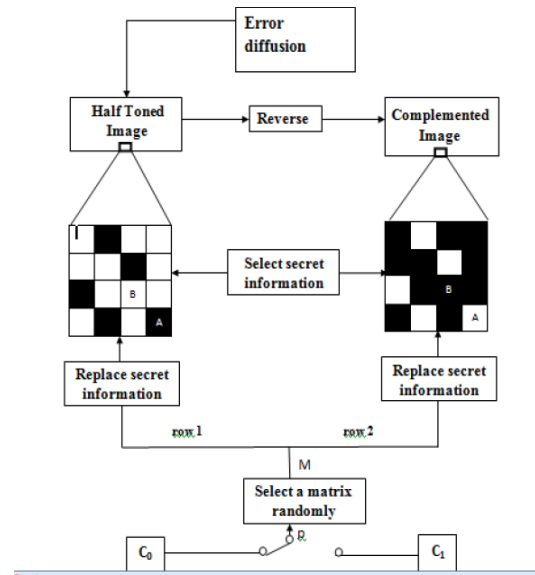 Error
diffusion
Half Toned
Image
Reverse
Complemented
Image
Select secret
information
B
A
B
A
Replace secret
information
Replace secret
information
row 1
row 2
M
Select a matrix
randomly
p
C0
C1